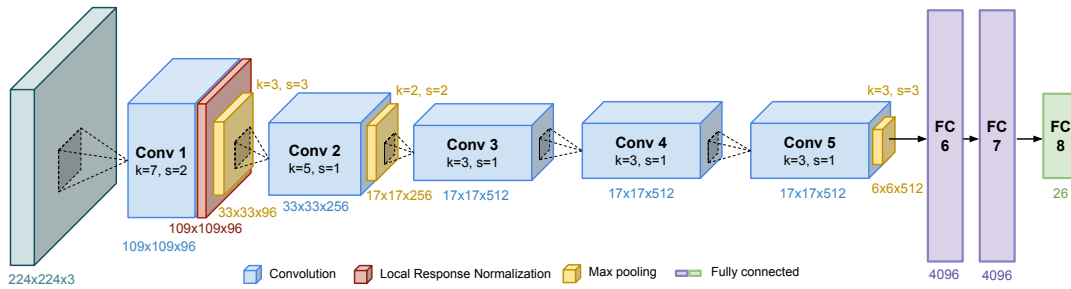 224x224x3
Conv 1
k=7, s=2
109x109x96
109x109x96
k=3, s=3
33x33x96
Conv 2
k=5, s=1
33x33x256
k=2, s=2
17x17x256
Conv 3
k=3, s=1
17x17x512
Conv 4
k=3, s=1
17x17x512
Conv 5
k=3, s=1
17x17x512
k=3, s=3
6x6x512
FC
6
4096
FC
7
4096
FC
8
26
Convolution
Local Response Normalization
Max pooling
Fully connected